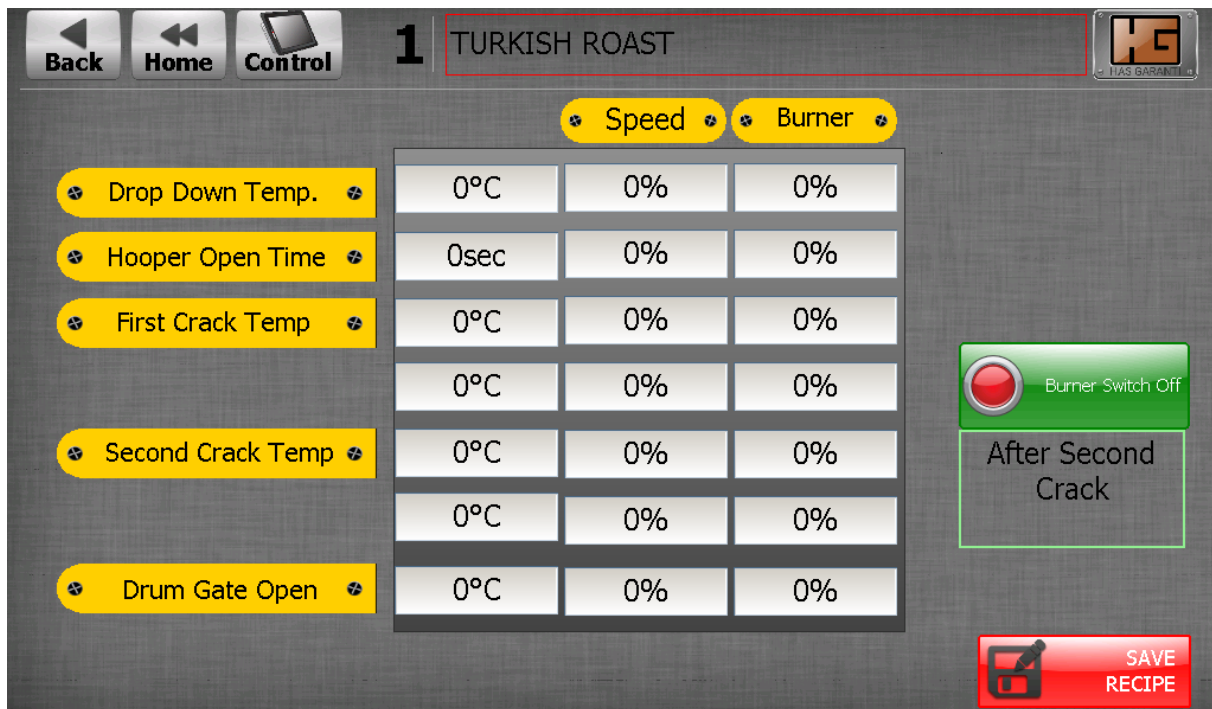 Back Home Control 1 TURKISH ROAST
HAS GARANTI
Speed Burner
Drop Down Temp. 0°C 0% 0%
Hooper Open Time 0sec 0% 0%
First Crack Temp 0°C 0% 0%
0°C 0% 0%
Burner Switch Off
Second Crack Temp 0°C 0% 0%
After Second
Crack
0°C 0% 0%
Drum Gate Open 0°C 0% 0%
SAVE
RECIPE